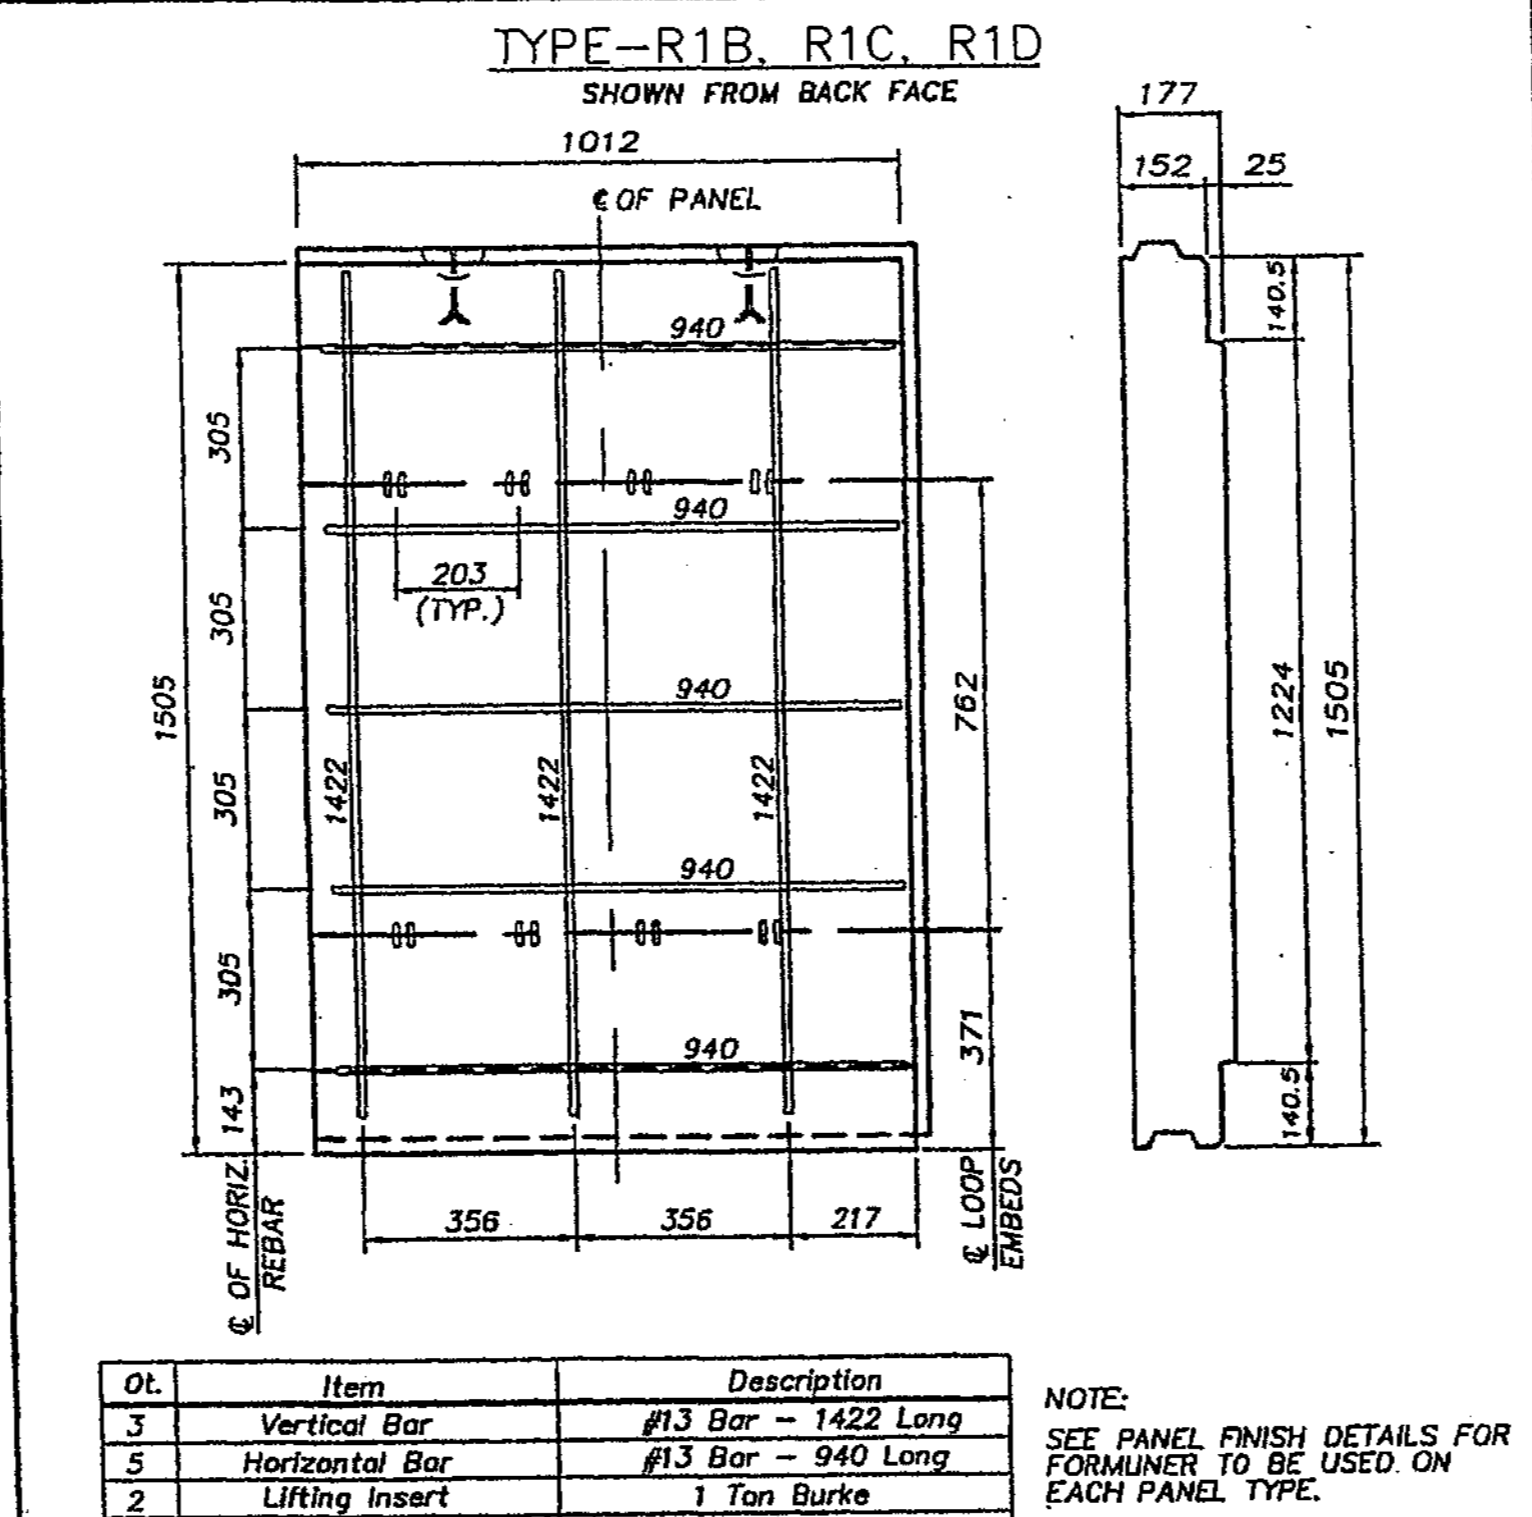 TYPE-R1B, R1C, R1D
SHOWN FROM BACK FACE
1012
℄ OF PANEL
177
152 25
940
140.5
305
940
203
(TYP.)
305
1505
940
762
1224
1505
305
1422
1422
1422
940
305
371
940
143
140.5
356 356 217
℄ OF HORIZ.
REBAR
℄ LOOP
EMBEDS
Qt. Item Description
3 Vertical Bar #13 Bar - 1422 Long
5 Horizontal Bar #13 Bar - 940 Long
2 Lifting Insert 1 Ton Burke
NOTE:
SEE PANEL FINISH DETAILS FOR
FORMLINER TO BE USED ON
EACH PANEL TYPE.